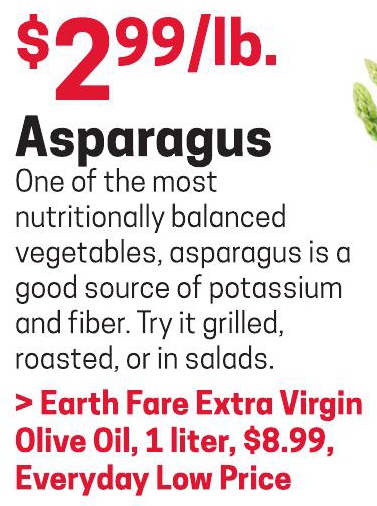 $2.99/lb.
Asparagus
One of the most
nutritionally balanced
vegetables, asparagus is a
good source of potassium
and fiber. Try it grilled,
roasted, or in salads.
> Earth Fare Extra Virgin
Olive Oil, 1 liter, $8.99,
Everyday Low Price